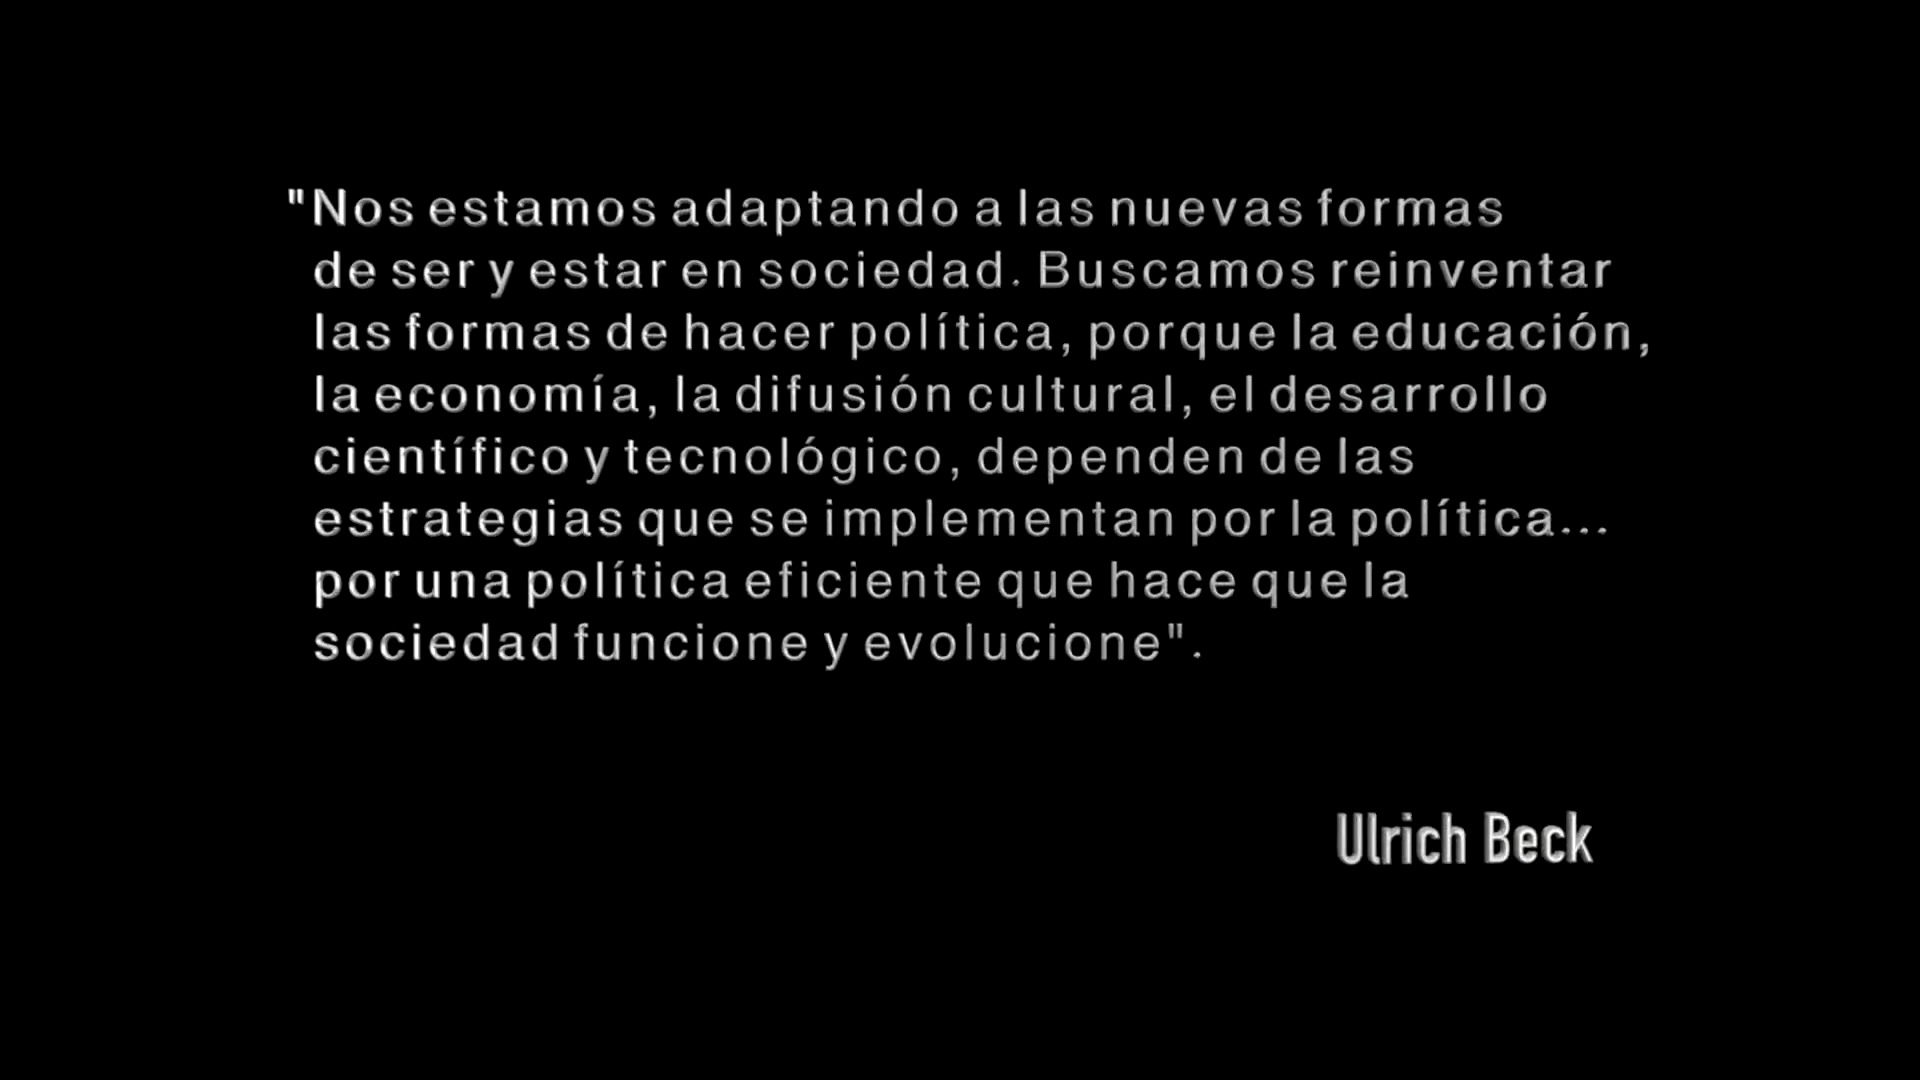 "Nos estamos adaptando a las nuevas formas
de ser y estar en sociedad. Buscamos reinventar
las formas de hacer política, porque la educación,
la economía, la difusión cultural, el desarrollo
científico y tecnológico, dependen de las
estrategias que se implementan por la política...
por una política eficiente que hace que la
sociedad funcione y evolucione".
Ulrich Beck